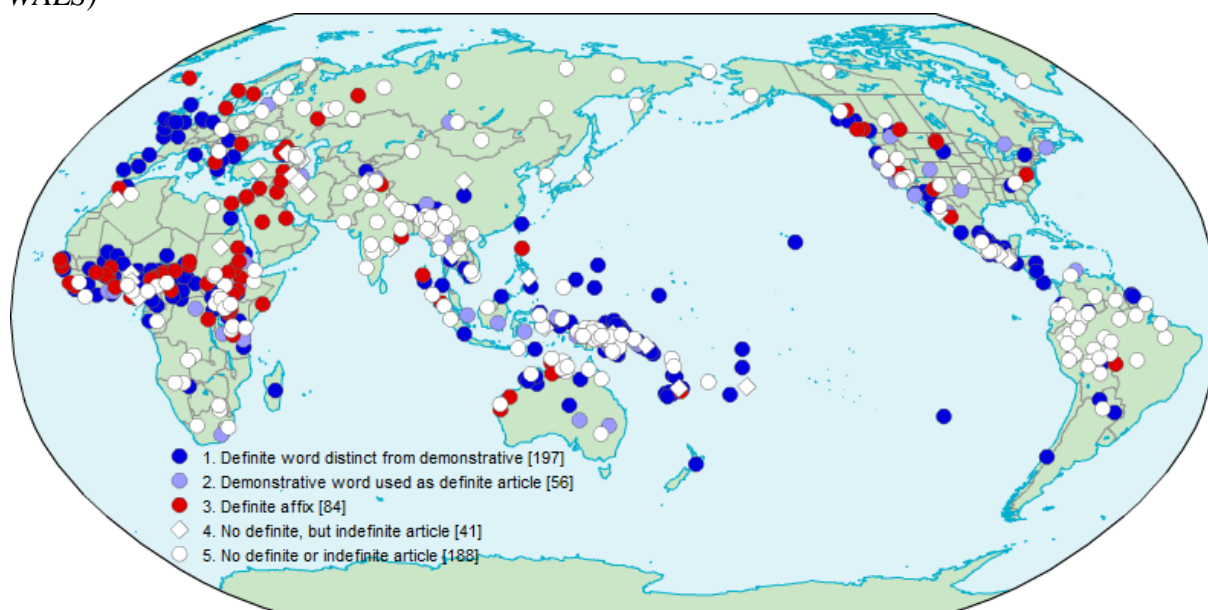 WALS)
1. Definite word distinct from demonstrative [197]
2. Demonstrative word used as definite article [56]
3. Definite affix [84]
4. No definite, but indefinite article [41]
5. No definite or indefinite article [188]